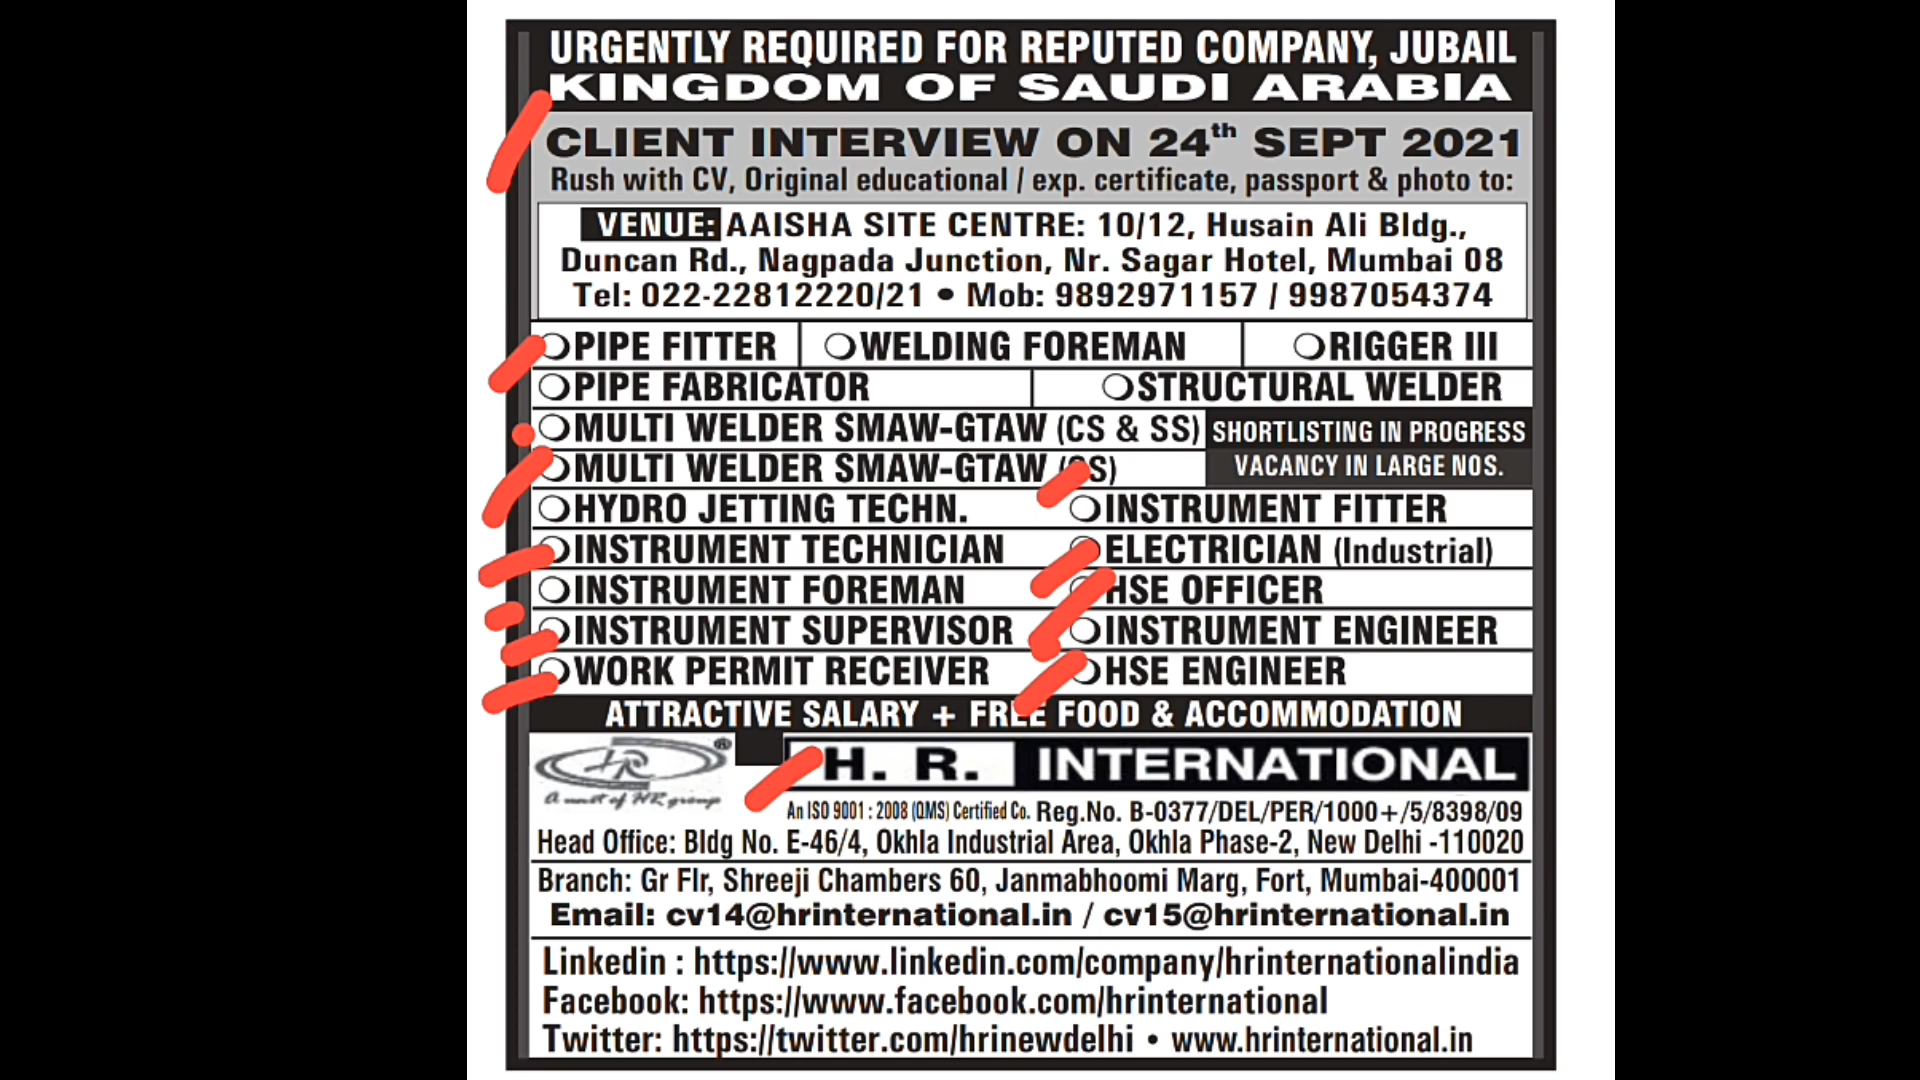 URGENTLY REQUIRED FOR REPUTED COMPANY, JUBAIL
KINGDOM OF SAUDI ARABIA
CLIENT INTERVIEW ON 24th SEPT 2021
Rush with CV, Original educational / exp. certificate, passport & photo to:
VENUE: AAISHA SITE CENTRE: 10/12, Husain Ali Bldg.,
Duncan Rd., Nagpada Junction, Nr. Sagar Hotel, Mumbai 08
Tel: 022-22812220/21 • Mob: 9892971157 / 9987054374
PIPE FITTER WELDING FOREMAN RIGGER III
PIPE FABRICATOR STRUCTURAL WELDER
MULTI WELDER SMAW-GTAW (CS & SS) SHORTLISTING IN PROGRESS
MULTI WELDER SMAW-GTAW VACANCY IN LARGE NOS.
HYDRO JETTING TECHN. INSTRUMENT FITTER
INSTRUMENT TECHNICIAN ELECTRICIAN (Industrial)
INSTRUMENT FOREMAN HSE OFFICER
INSTRUMENT SUPERVISOR INSTRUMENT ENGINEER
WORK PERMIT RECEIVER HSE ENGINEER
ATTRACTIVE SALARY + FREE FOOD & ACCOMMODATION
HR ® H. R. INTERNATIONAL
A unit of HR group
An ISO 9001 : 2008 (QMS) Certified Co. Reg.No. B-0377/DEL/PER/1000+/5/8398/09
Head Office: Bldg No. E-46/4, Okhla Industrial Area, Okhla Phase-2, New Delhi -110020
Branch: Gr Flr, Shreeji Chambers 60, Janmabhoomi Marg, Fort, Mumbai-400001
Email: cv14@hrinternational.in / cv15@hrinternational.in
Linkedin : https://www.linkedin.com/company/hrinternationalindia
Facebook: https://www.facebook.com/hrinternational
Twitter: https://twitter.com/hrinewdelhi • www.hrinternational.in